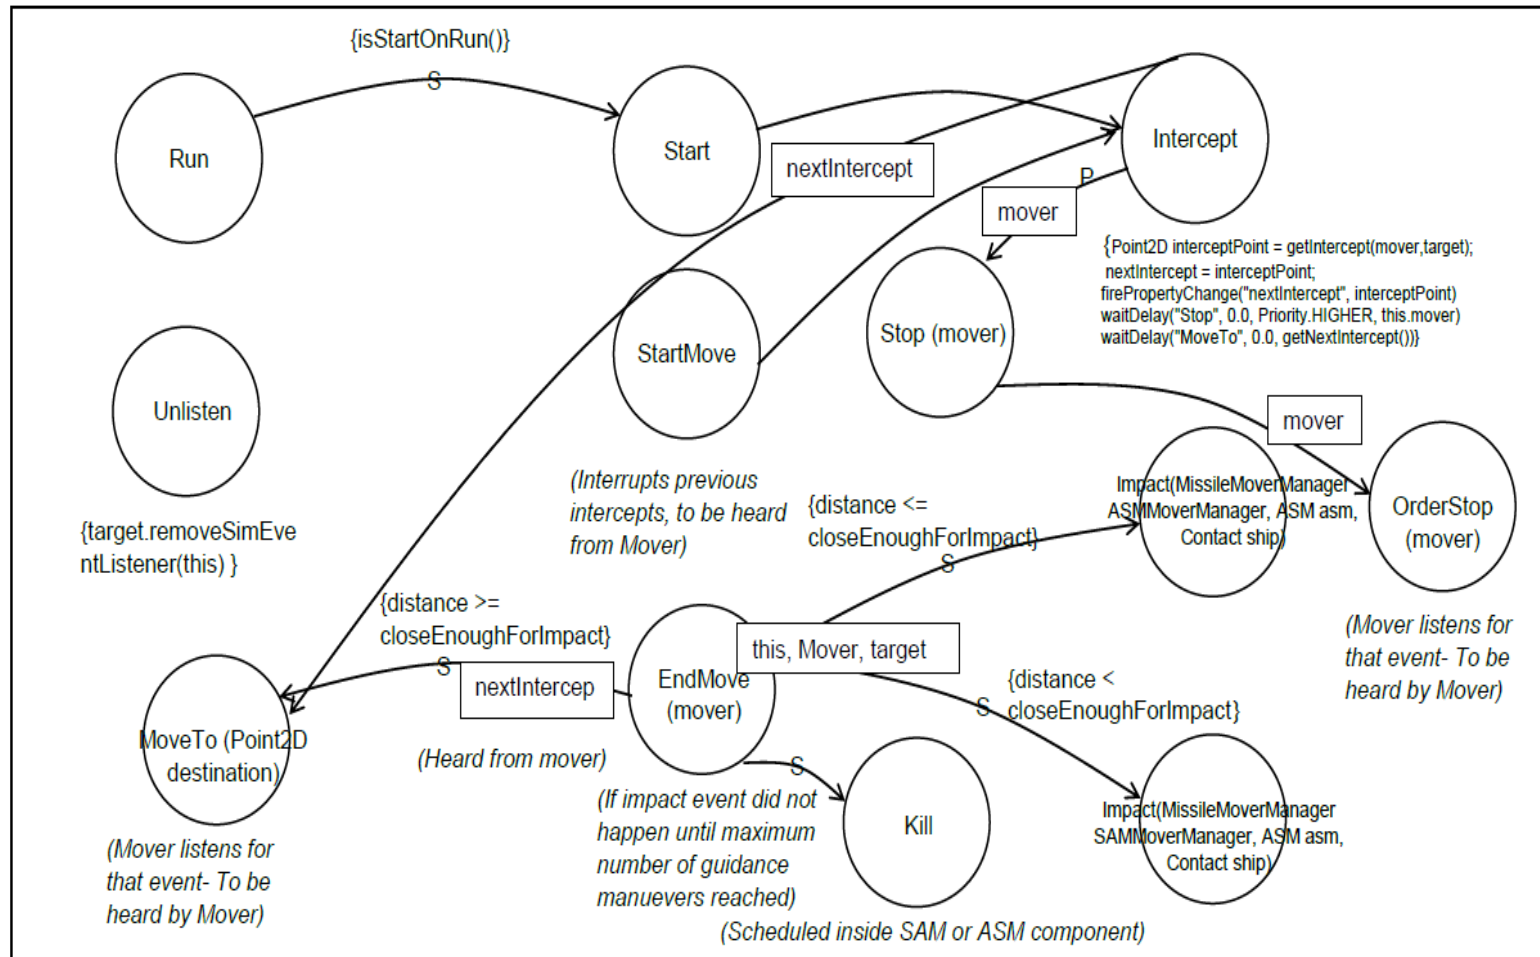 {isStartOnRun()}
S
Run
Start
Intercept
nextIntercept
P
mover
{Point2D interceptPoint = getIntercept(mover,target);
nextIntercept = interceptPoint;
firePropertyChange("nextIntercept", interceptPoint)
waitDelay("Stop", 0.0, Priority.HIGHER, this.mover)
waitDelay("MoveTo", 0.0, getNextIntercept())}
Stop (mover)
StartMove
Unlisten
mover
(Interrupts previous
intercepts, to be heard
from Mover)
{distance <=
closeEnoughForImpact}
S
Impact(MissileMoverManager
ASMMoverManager, ASM asm,
Contact ship)
OrderStop
(mover)
{target.removeSimEve
ntListener(this) }
{distance >=
closeEnoughForImpact}
S
nextIntercep
this, Mover, target
EndMove
(mover)
(Mover listens for
that event- To be
heard by Mover)
{distance <
closeEnoughForImpact}
S
MoveTo (Point2D
destination)
(Heard from mover)
S
(If impact event did not
happen until maximum
number of guidance
manuevers reached)
Kill
Impact(MissileMoverManager
SAMMoverManager, ASM asm,
Contact ship)
(Mover listens for
that event- To be
heard by Mover)
(Scheduled inside SAM or ASM component)